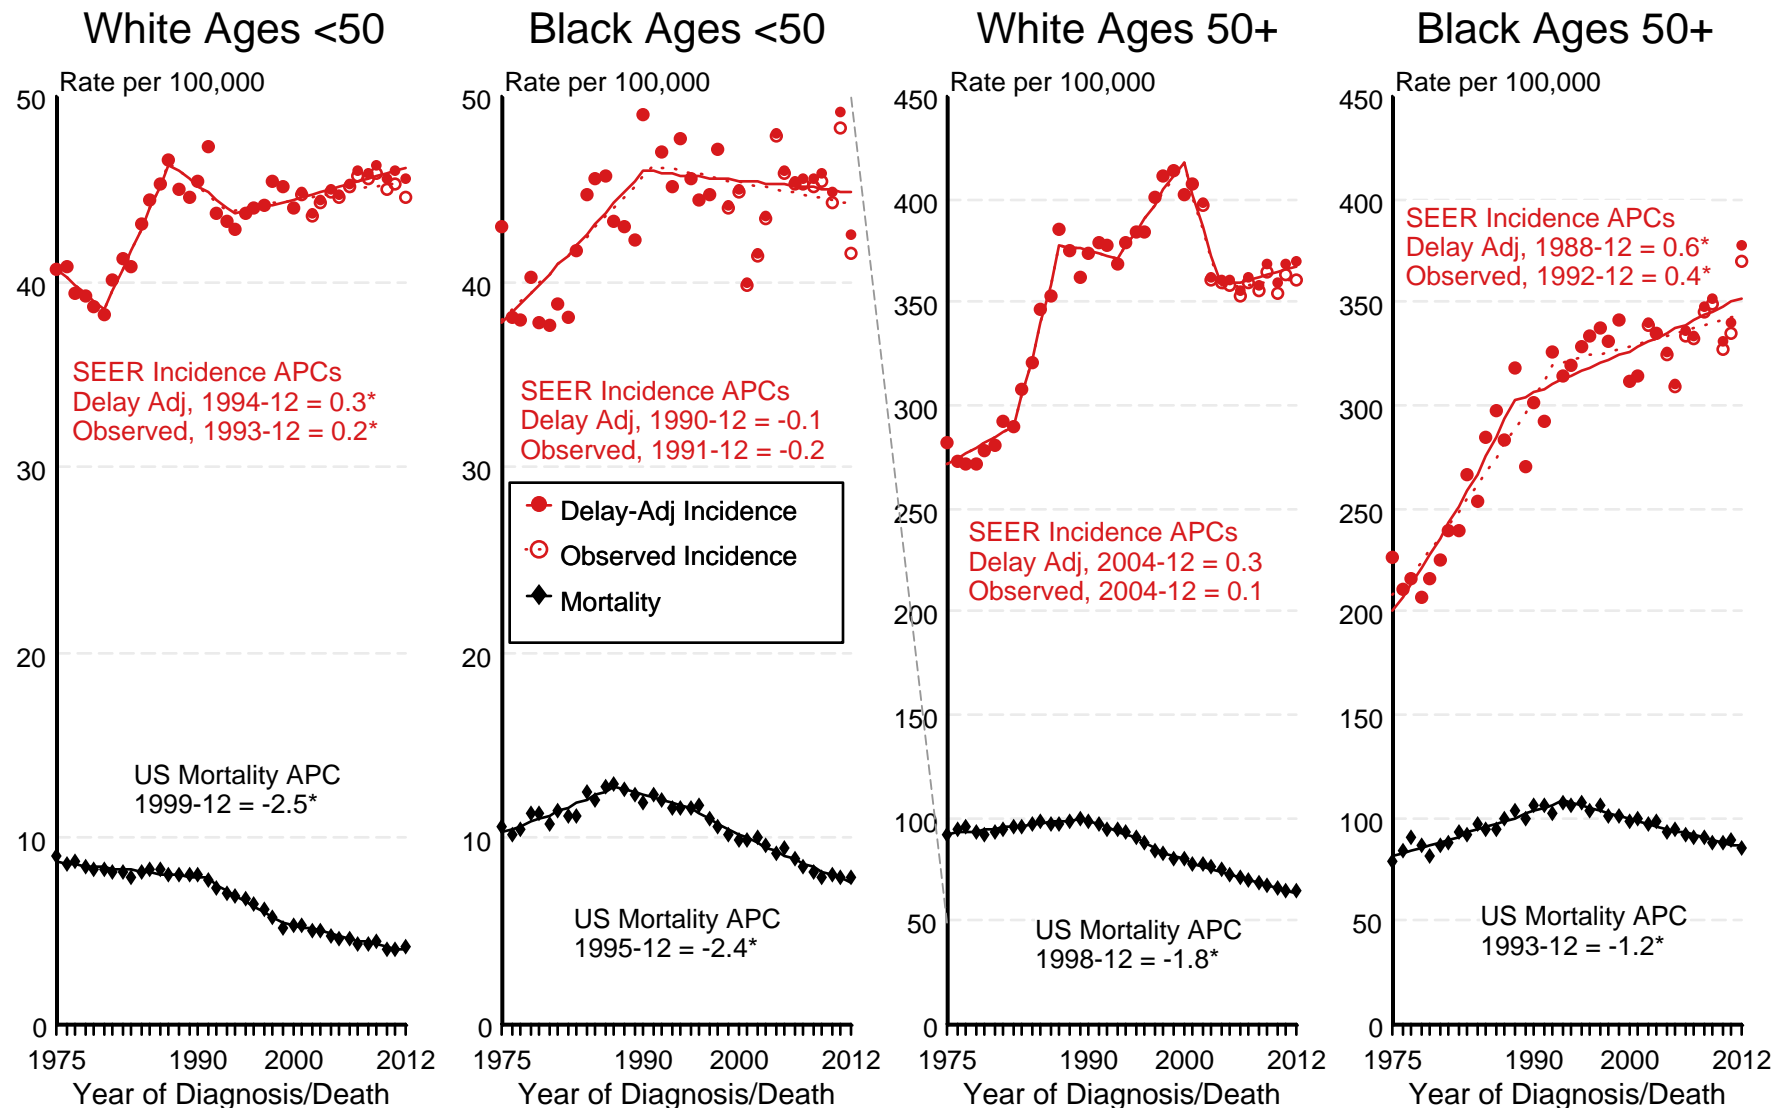 White Ages <50
Rate per 100,000
50
40
30
20
10
0
SEER Incidence APCs
Delay Adj, 1994-12 = 0.3*
Observed, 1993-12 = 0.2*
US Mortality APC
1999-12 = -2.5*
1975 1990 2000 2012
Year of Diagnosis/Death
Black Ages <50
Rate per 100,000
50
40
30
20
10
0
SEER Incidence APCs
Delay Adj, 1990-12 = -0.1
Observed, 1991-12 = -0.2
Delay-Adj Incidence
Observed Incidence
Mortality
US Mortality APC
1995-12 = -2.4*
1975 1990 2000 2012
Year of Diagnosis/Death
White Ages 50+
Rate per 100,000
450
400
350
300
250
200
150
100
50
0
SEER Incidence APCs
Delay Adj, 2004-12 = 0.3
Observed, 2004-12 = 0.1
US Mortality APC
1998-12 = -1.8*
1975 1990 2000 2012
Year of Diagnosis/Death
Black Ages 50+
Rate per 100,000
450
400
350
300
250
200
150
100
50
0
SEER Incidence APCs
Delay Adj, 1988-12 = 0.6*
Observed, 1992-12 = 0.4*
US Mortality APC
1993-12 = -1.2*
1975 1990 2000 2012
Year of Diagnosis/Death